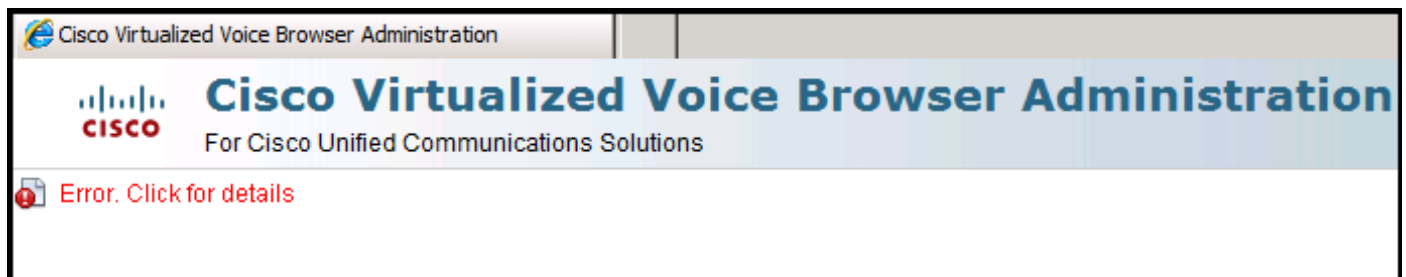 Cisco Virtualized Voice Browser Administration
Cisco Virtualized Voice Browser Administration
CISCO
For Cisco Unified Communications Solutions
Error. Click for details